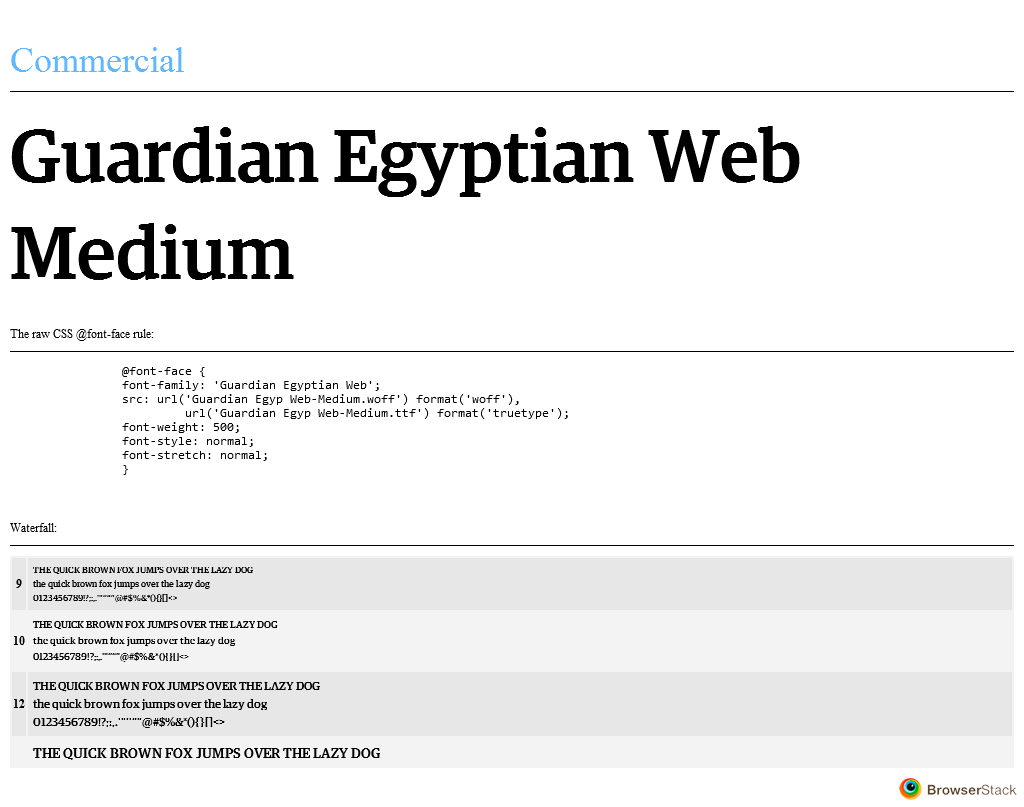 Commercial
Guardian Egyptian Web
Medium
The raw CSS @font-face rule:
@font-face {
font-family: 'Guardian Egyptian Web';
src: url('Guardian Egyp Web-Medium.woff') format('woff'),
url('Guardian Egyp Web-Medium.ttf') format('truetype');
font-weight: 500;
font-style: normal;
font-stretch: normal;
}
Waterfall:
THE QUICK BROWN FOX JUMPS OVER THE LAZY DOG
9 the quick brown fox jumps over the lazy dog
0123456789!?;:,.
THE QUICK BROWN FOX JUMPS OVER THE LAZY DOG
10 the quick brown fox jumps over the lazy dog
0123456789!?;:,.
THE QUICK BROWN FOX JUMPS OVER THE LAZY DOG
12 the quick brown fox jumps over the lazy dog
0123456789!?;:,.
THE QUICK BROWN FOX JUMPS OVER THE LAZY DOG
BrowserStack